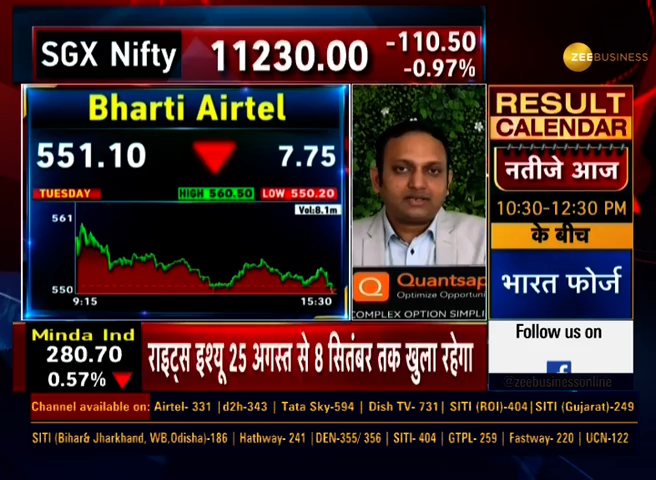 SGX Nifty 11230.00 -110.50
-0.97%
ZEEBUSINESS
Bharti Airtel
551.10 7.75
TUESDAY HIGH 560.50 LOW 550.20
Vol:8.1m
561
550
9:15 15:30
Q Quantsap
Optimize Opportuni
COMPLEX OPTION SIMPLI
RESULT
CALENDAR
नतीजे आज
10:30-12:30 PM
के बीच
भारत फोर्ज
Follow us on
f
@zeebusinessonline
Minda Ind
280.70
0.57%
राइट्स इश्यू 25 अगस्त से 8 सितंबर तक खुला रहेगा
Channel available on: Airtel- 331 |d2h-343 | Tata Sky-594 | Dish TV- 731| SITI (ROI)-404|SITI (Gujarat)-249
SITI (Bihar& Jharkhand, WB,Odisha)-186 | Hathway- 241 |DEN-355/ 356 | SITI- 404 | GTPL- 259 | Fastway- 220 | UCN-122